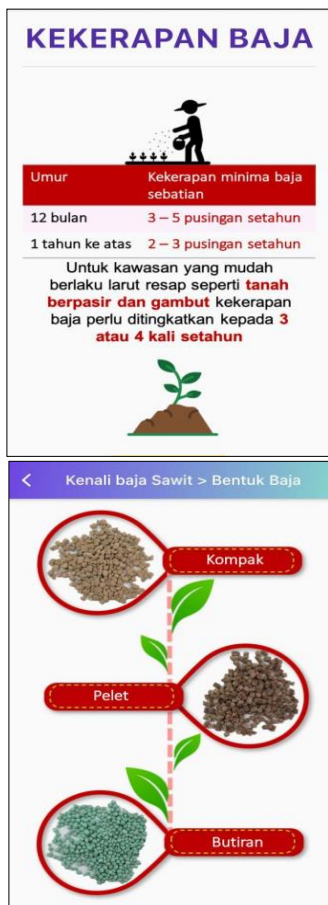 KEKERAPAN BAJA
Umur Kekerapan minima baja
sebatian
12 bulan 3 – 5 pusingan setahun
1 tahun ke atas 2 – 3 pusingan setahun
Untuk kawasan yang mudah
berlaku larut resap seperti tanah
berpasir dan gambut kekerapan
baja perlu ditingkatkan kepada 3
atau 4 kali setahun
Kenali baja Sawit > Bentuk Baja
Kompak
Pelet
Butiran